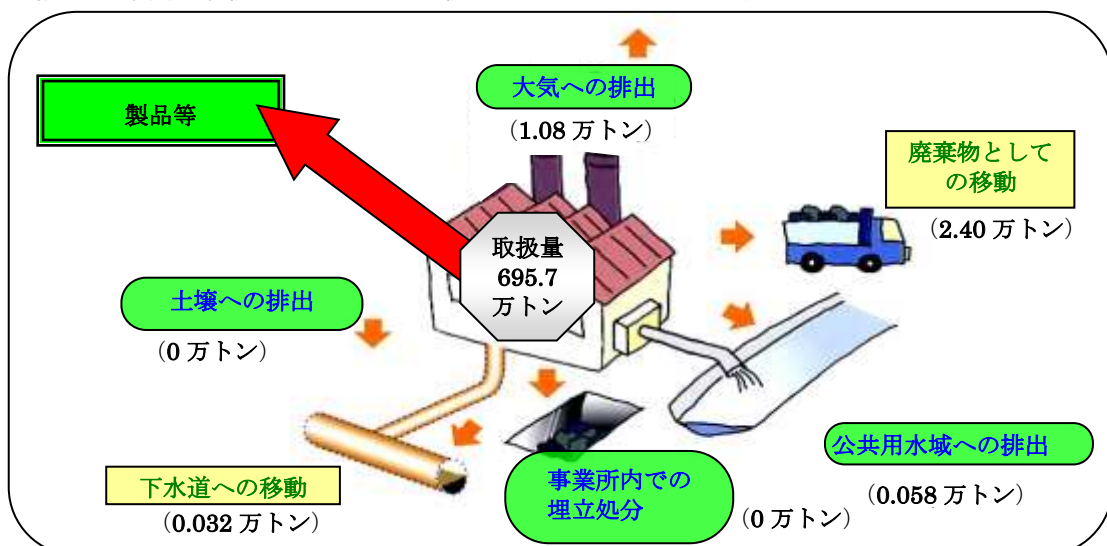 大気への排出
（1.08 万トン）
製品等
廃棄物として
の移動
（2.40 万トン）
取扱量
695.7
万トン
土壌への排出
（0 万トン）
公共用水域への排出
（0.058 万トン）
下水道への移動
（0.032 万トン）
事業所内での
埋立処分
（0 万トン）